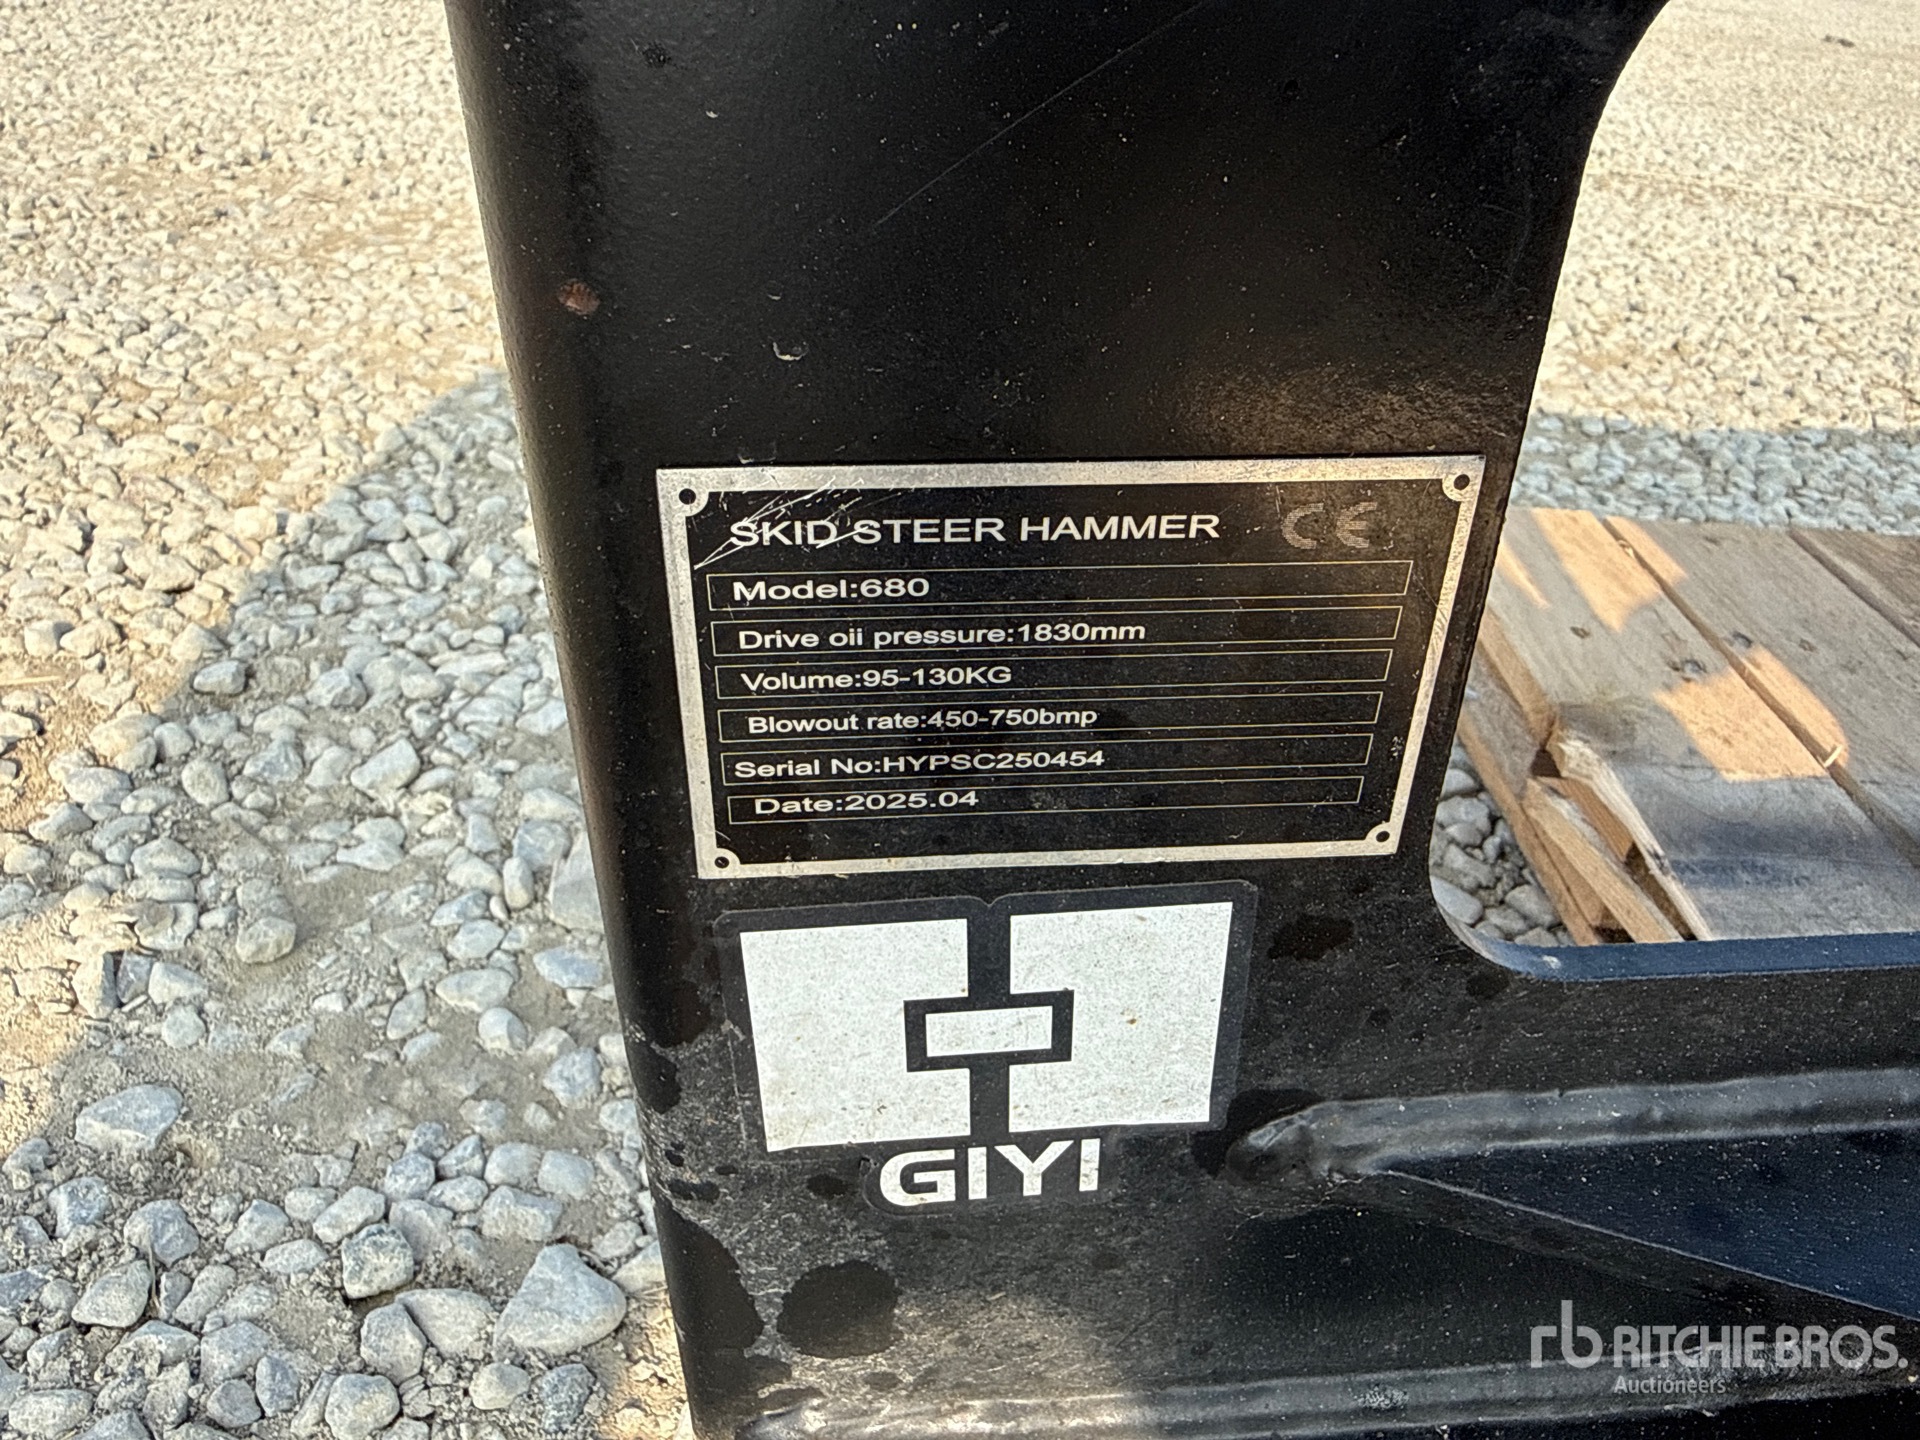 SKID STEER HAMMER CE
Model:680
Drive oii pressure:1830mm
Volume:95-130KG
Blowout rate:450-750bmp
Serial No:HYPSC250454
Date:2025.04
GIYI
rb RITCHIE BROS.
Auctioneers